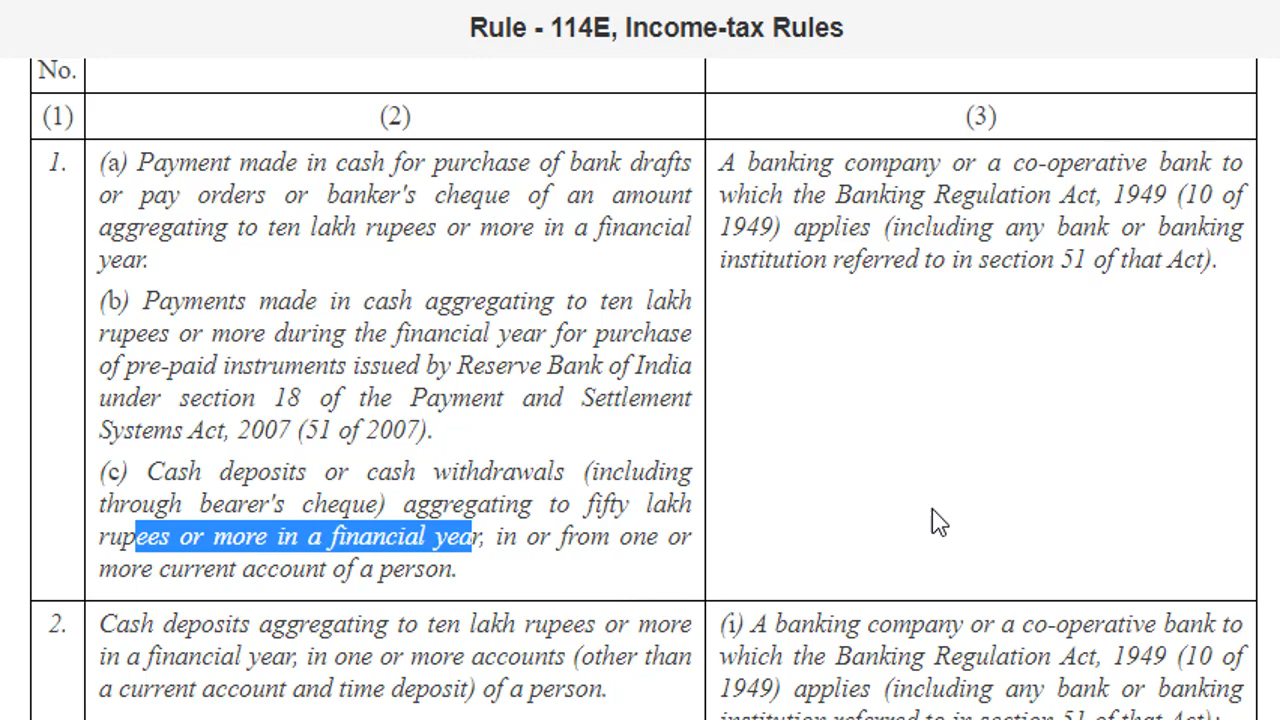 Rule - 114E, Income-tax Rules
No.
(1)
(2)
(3)
1.
(a) Payment made in cash for purchase of bank drafts
or pay orders or banker's cheque of an amount
aggregating to ten lakh rupees or more in a financial
year.
(b) Payments made in cash aggregating to ten lakh
rupees or more during the financial year for purchase
of pre-paid instruments issued by Reserve Bank of India
under section 18 of the Payment and Settlement
Systems Act, 2007 (51 of 2007).
(c) Cash deposits or cash withdrawals (including
through bearer's cheque) aggregating to fifty lakh
rupees or more in a financial year, in or from one or
more current account of a person.
A banking company or a co-operative bank to
which the Banking Regulation Act, 1949 (10 of
1949) applies (including any bank or banking
institution referred to in section 51 of that Act).
2.
Cash deposits aggregating to ten lakh rupees or more
in a financial year, in one or more accounts (other than
a current account and time deposit) of a person.
(i) A banking company or a co-operative bank to
which the Banking Regulation Act, 1949 (10 of
1949) applies (including any bank or banking
institution referred to in section 51 of that Act);